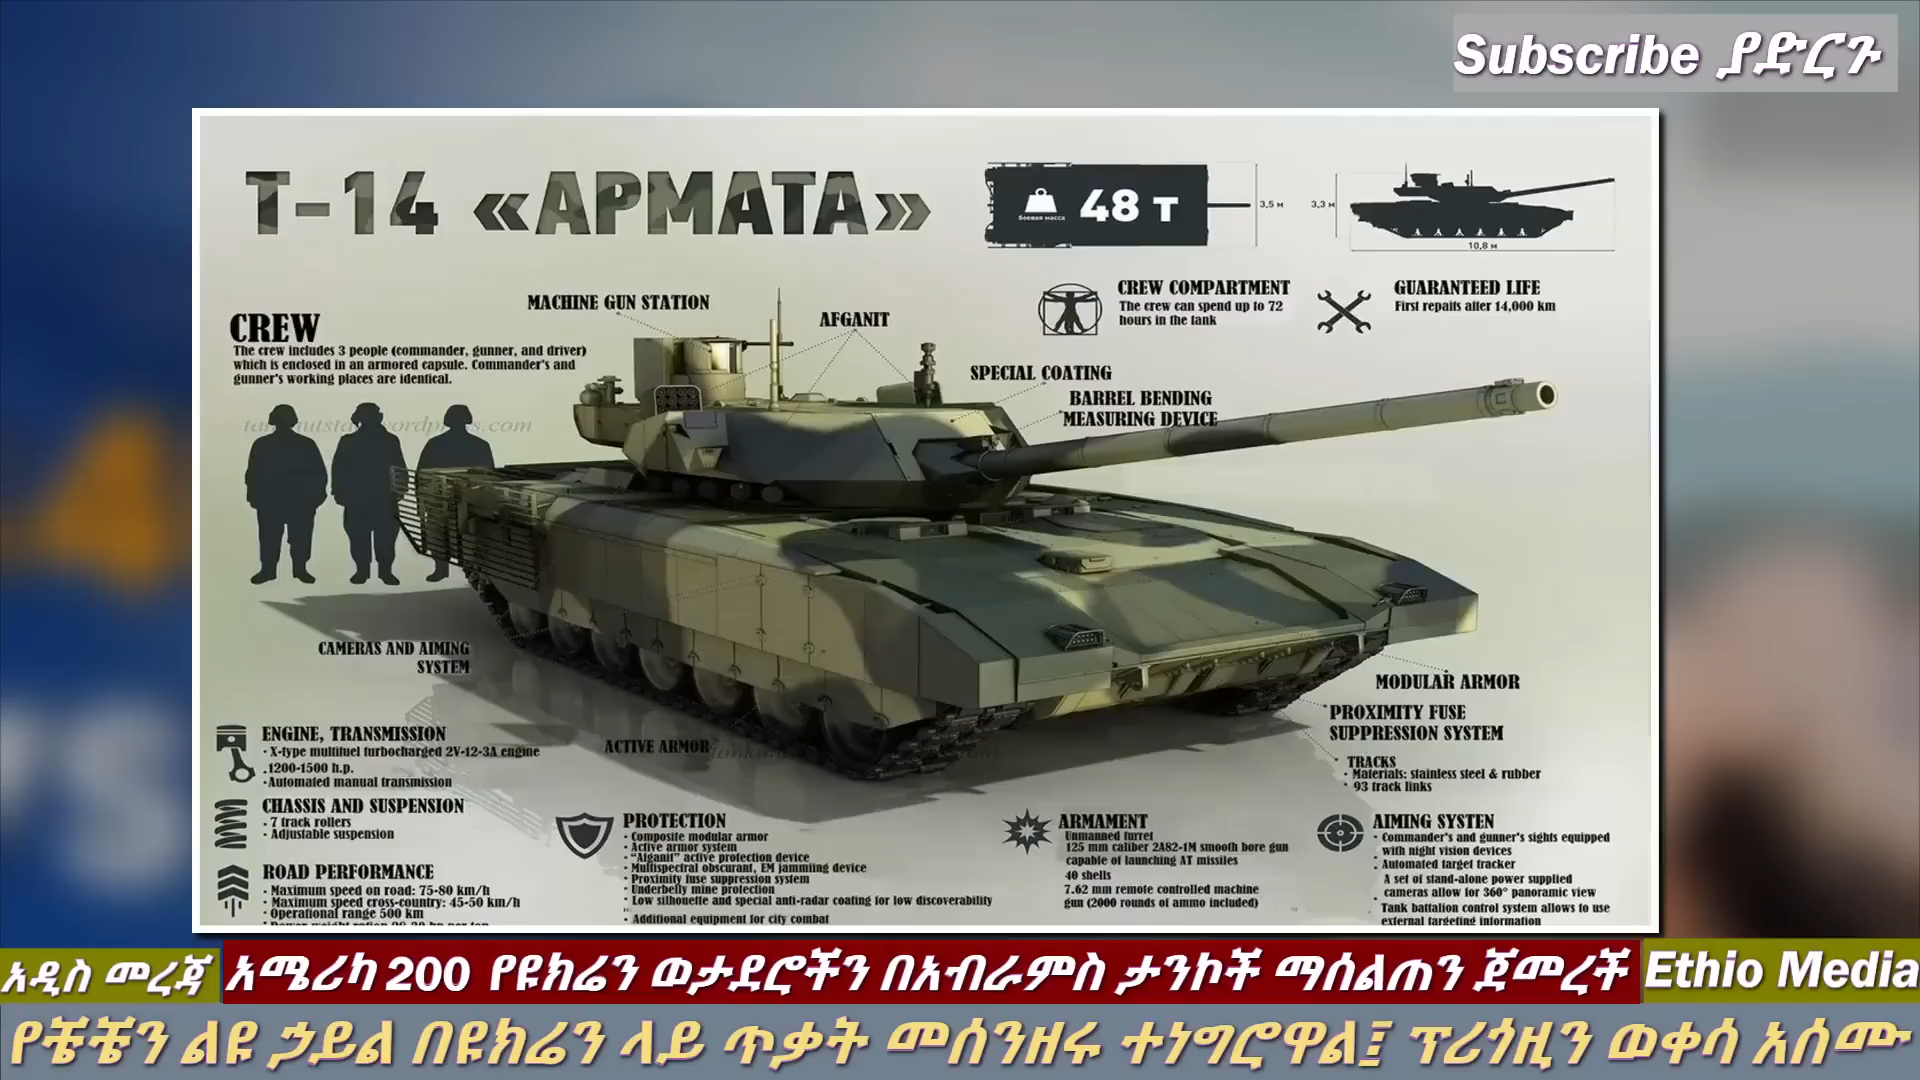 Subscribe ያድርጉ
Т-14 «АРМАТА»
боевая масса
48 т
3,5 м
3,3 м
10,8 м
CREW COMPARTMENT
The crew can spend up to 72
hours in the tank
GUARANTEED LIFE
First repaits after 14,000 km
MACHINE GUN STATION
AFGANIT
CREW
The crew includes 3 people (commander, gunner, and driver)
which is enclosed in an armored capsule. Commander's and
gunner's working places are identical.
SPECIAL COATING
BARREL BENDING
MEASURING DEVICE
CAMERAS AND AIMING
SYSTEM
MODULAR ARMOR
PROXIMITY FUSE
SUPPRESSION SYSTEM
TRACKS
· Materials: stainless steel & rubber
· 93 track links
ACTIVE ARMOR
ENGINE, TRANSMISSION
· X-type multifuel turbocharged 2V-12-3A engine
· 1200-1500 h.p.
· Automated manual transmission
CHASSIS AND SUSPENSION
· 7 track rollers
· Adjustable suspension
ROAD PERFORMANCE
· Maximum speed on road: 75-80 km/h
· Maximum speed cross-country: 45-50 km/h
· Operational range 500 km
PROTECTION
· Composite modular armor
· Active armor system
· "Afganit" active protection device
· Multispectral obscurant, EM jamming device
· Proximity fuse suppression system
· Underbelly mine protection
· Low silhouette and special anti-radar coating for low discoverability
· Additional equipment for city combat
ARMAMENT
Unmanned turret
125 mm caliber 2A82-1M smooth bore gun
capable of launching AT missiles
40 shells
7.62 mm remote controlled machine
gun (2000 rounds of ammo included)
AIMING SYSTEN
· Commander's and gunner's sights equipped
with night vision devices
· Automated target tracker
· A set of stand-alone power supplied
cameras allow for 360° panoramic view
· Tank battalion control system allows to use
external targeting information
አዲስ መረጃ
አሜሪካ 200 የዩክሬን ወታደሮችን በአብራምስ ታንኮች ማሰልጠን ጀመረች
Ethio Media
የቼቼን ልዩ ኃይል በዩክሬን ላይ ጥቃት መሰንዘሩ ተነግሮዋል፤ ፕሪጎዚን ወቀሳ አሰሙ